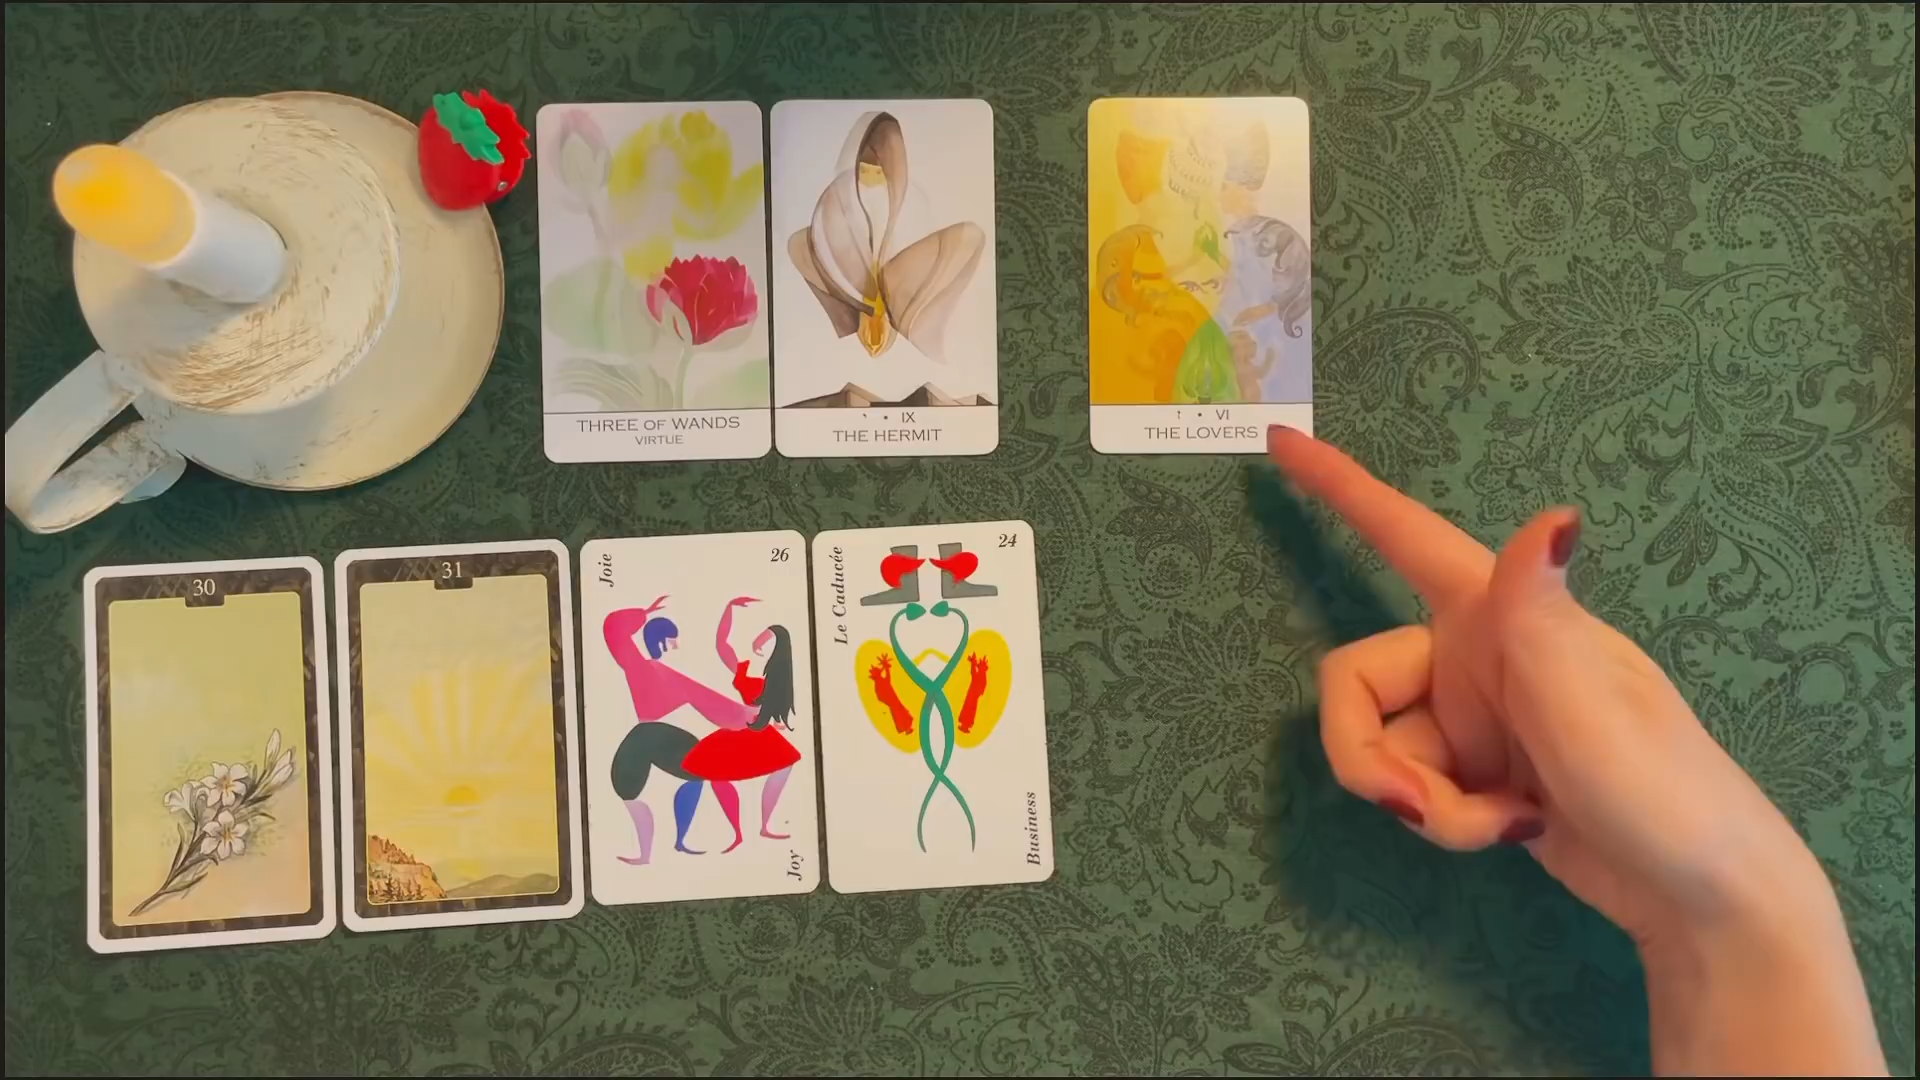 THREE OF WANDS
VIRTUE
IX
THE HERMIT
VI
THE LOVERS
30
31
Joie
26
Joy
Le Caducée
24
Business